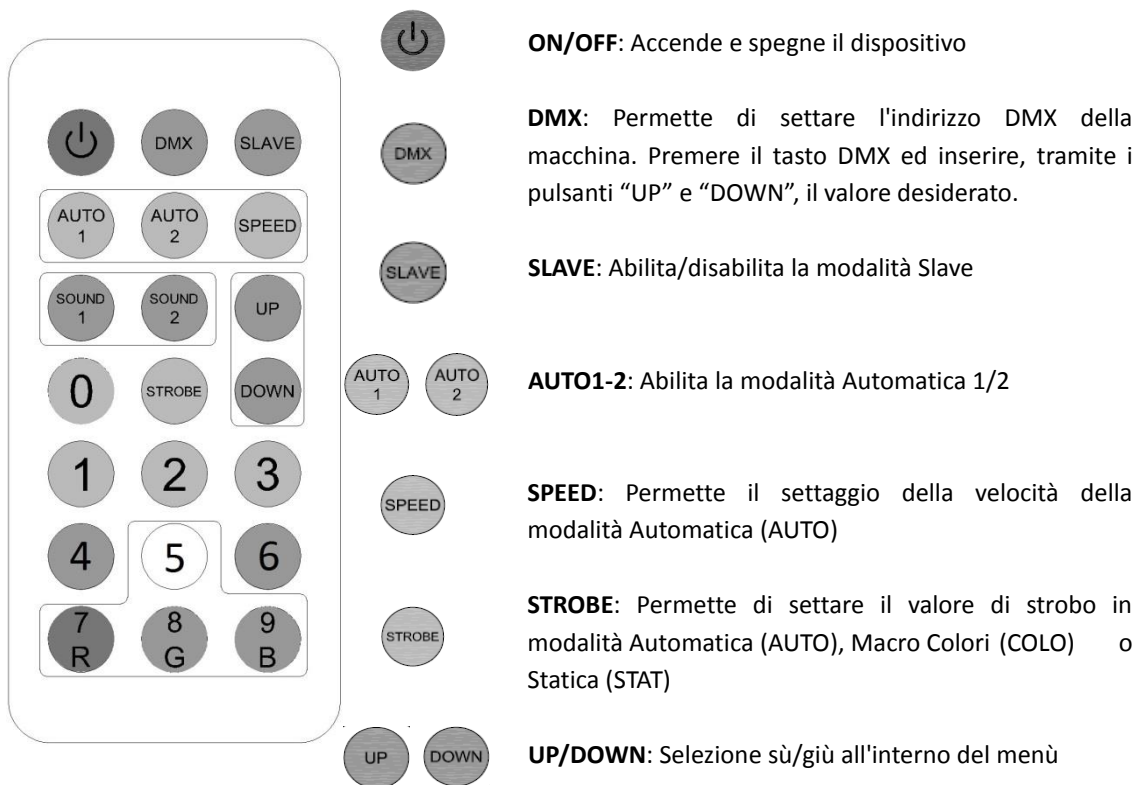 DMX SLAVE
AUTO 1 AUTO 2 SPEED
SOUND 1 SOUND 2 UP
0 STROBE DOWN
1 2 3
4 5 6
7 R 8 G 9 B
ON/OFF: Accende e spegne il dispositivo
DMX
DMX: Permette di settare l'indirizzo DMX della
macchina. Premere il tasto DMX ed inserire, tramite i
pulsanti “UP” e “DOWN”, il valore desiderato.
SLAVE
SLAVE: Abilita/disabilita la modalità Slave
AUTO 1 AUTO 2
AUTO1-2: Abilita la modalità Automatica 1/2
SPEED
SPEED: Permette il settaggio della velocità della
modalità Automatica (AUTO)
STROBE
STROBE: Permette di settare il valore di strobo in
modalità Automatica (AUTO), Macro Colori (COLO) o
Statica (STAT)
UP DOWN
UP/DOWN: Selezione sù/giù all'interno del menù